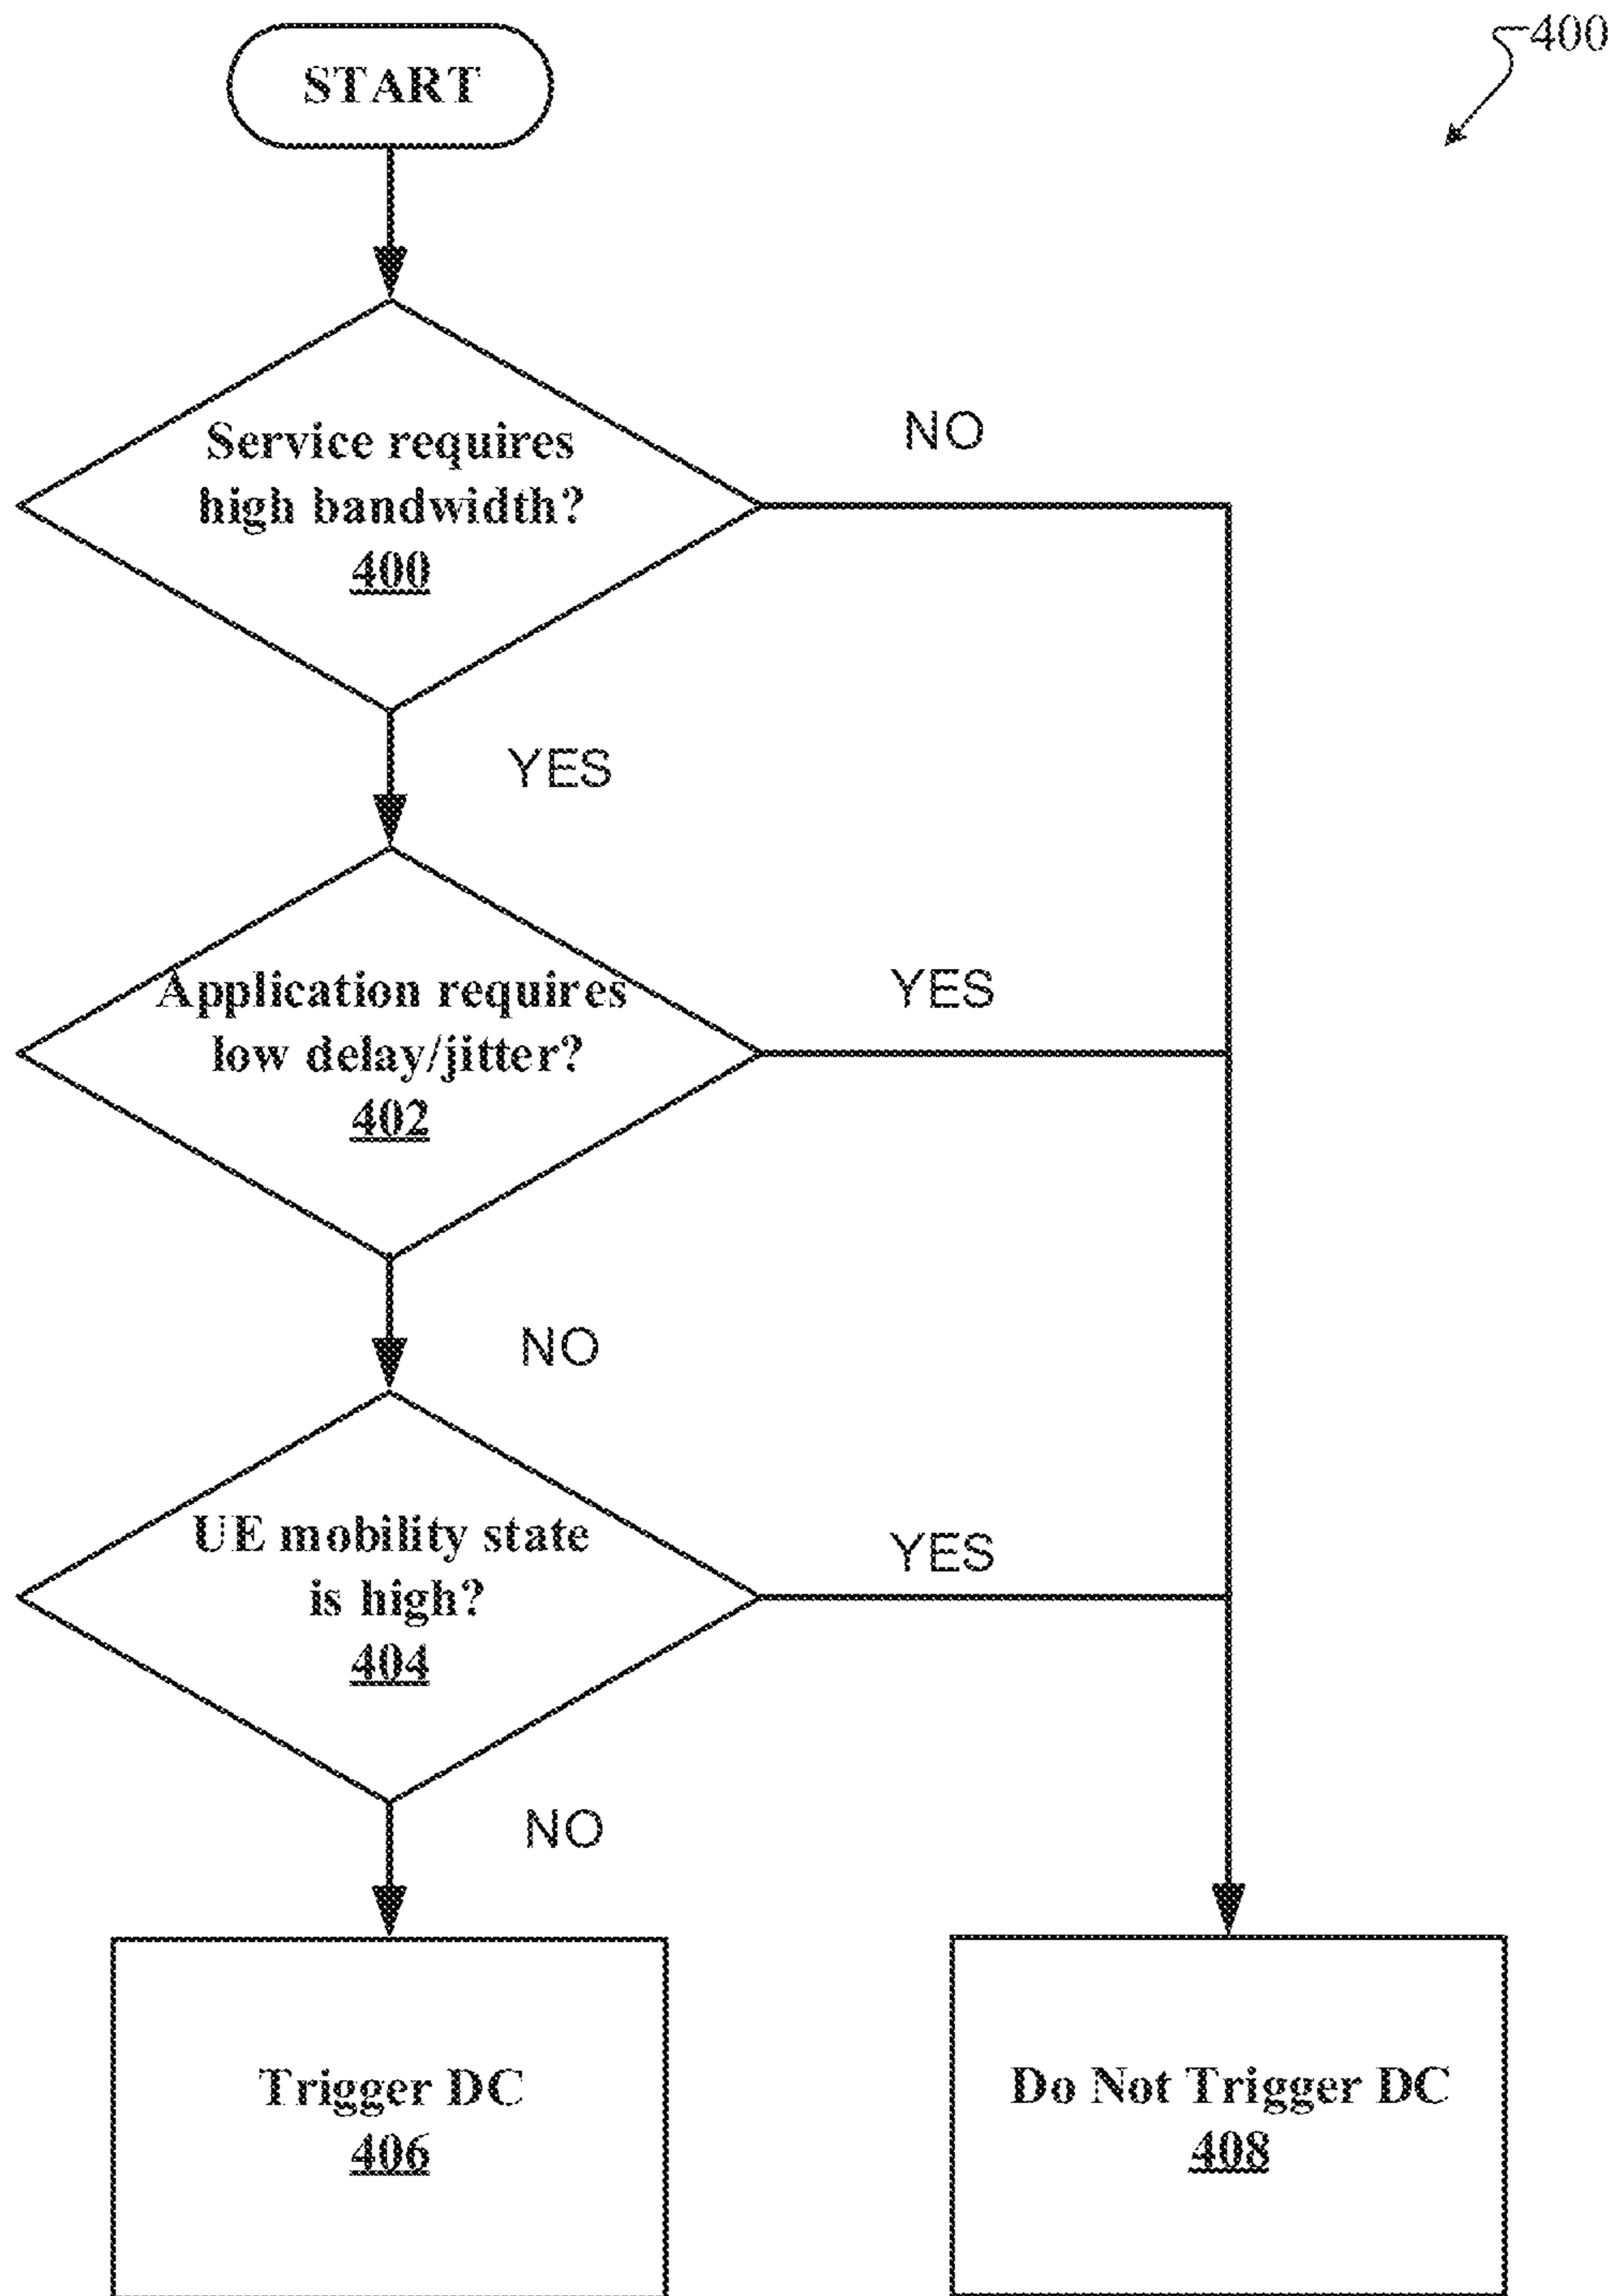 400
START
Service requires
high bandwidth?
400
NO
YES
Application requires
low delay/jitter?
402
YES
NO
UE mobility state
is high?
404
YES
NO
Trigger DC
406
Do Not Trigger DC
408